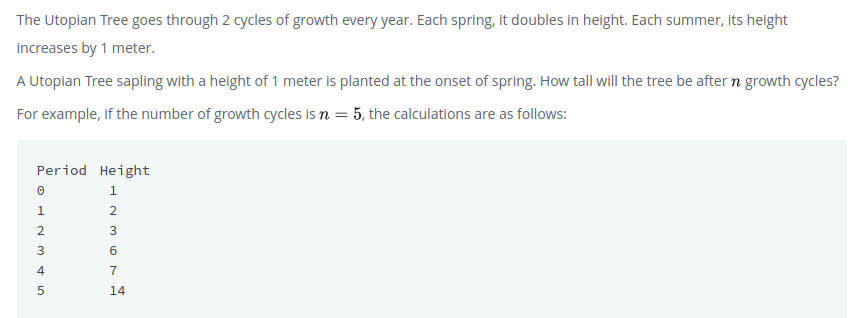 The Utopian Tree goes through 2 cycles of growth every year. Each spring, it doubles in height. Each summer, its height
increases by 1 meter.
A Utopian Tree sapling with a height of 1 meter is planted at the onset of spring. How tall will the tree be after n growth cycles?
For example, if the number of growth cycles is n = 5, the calculations are as follows:
Period Height
0 1
1 2
2 3
3 6
4 7
5 14